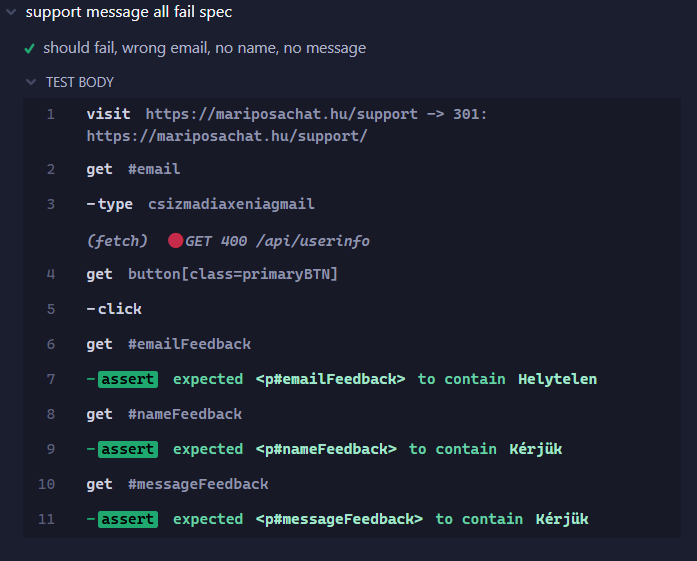 support message all fail spec
should fail, wrong email, no name, no message
TEST BODY
1 visit https://mariposachat.hu/support -> 301:
https://mariposachat.hu/support/
2 get #email
3 -type csizmadiaxeniagmail
(fetch) GET 400 /api/userinfo
4 get button[class=primaryBTN]
5 -click
6 get #emailFeedback
7 -assert expected <p#emailFeedback> to contain Helytelen
8 get #nameFeedback
9 -assert expected <p#nameFeedback> to contain Kérjük
10 get #messageFeedback
11 -assert expected <p#messageFeedback> to contain Kérjük